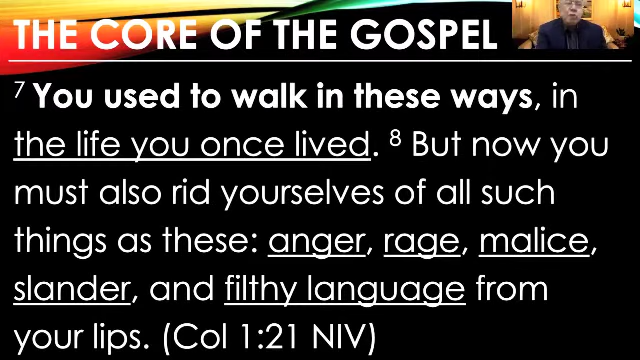 THE CORE OF THE GOSPEL
7 You used to walk in these ways, in
the life you once lived. 8 But now you
must also rid yourselves of all such
things as these: anger, rage, malice,
slander, and filthy language from
your lips. (Col 1:21 NIV)